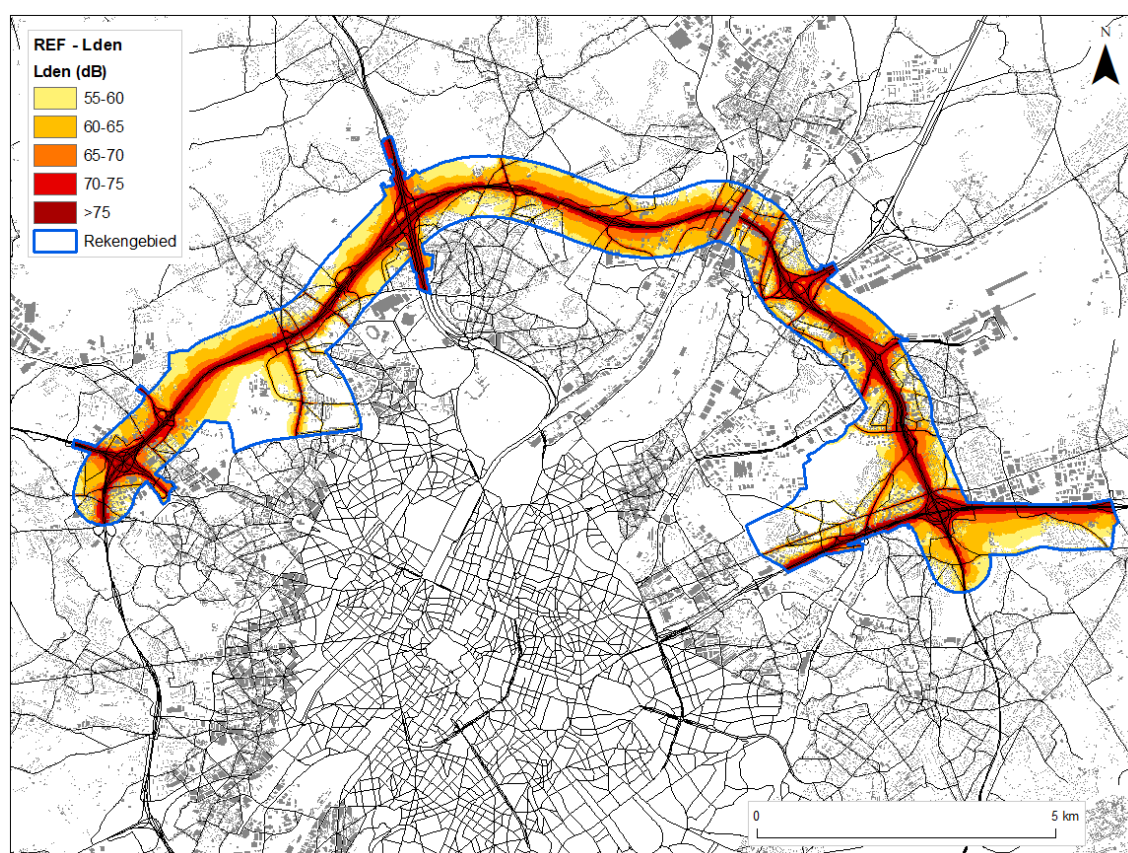 REF - Lden
Lden (dB)
55-60
60-65
65-70
70-75
>75
Rekengebied
N
0 5 km